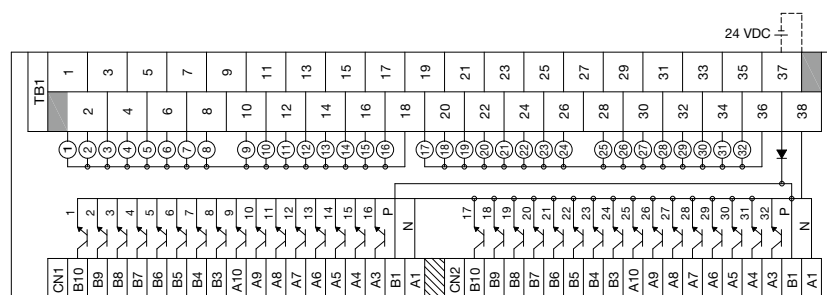 24 VDC
TB1 1 3 5 7 9 11 13 15 17 19 21 23 25 27 29 31 33 35 37
2 4 6 8 10 12 14 16 18 20 22 24 26 28 30 32 34 36 38
1 2 3 4 5 6 7 8 9 10 11 12 13 14 15 16 17 18 19 20 21 22 23 24 25 26 27 28 29 30 31 32
1 2 3 4 5 6 7 8 9 10 11 12 13 14 15 16 P N 17 18 19 20 21 22 23 24 25 26 27 28 29 30 31 32 P N
CN1 B10 B9 B8 B7 B6 B5 B4 B3 A10 A9 A8 A7 A6 A5 A4 A3 B1 A1 CN2 B10 B9 B8 B7 B6 B5 B4 B3 A10 A9 A8 A7 A6 A5 A4 A3 B1 A1